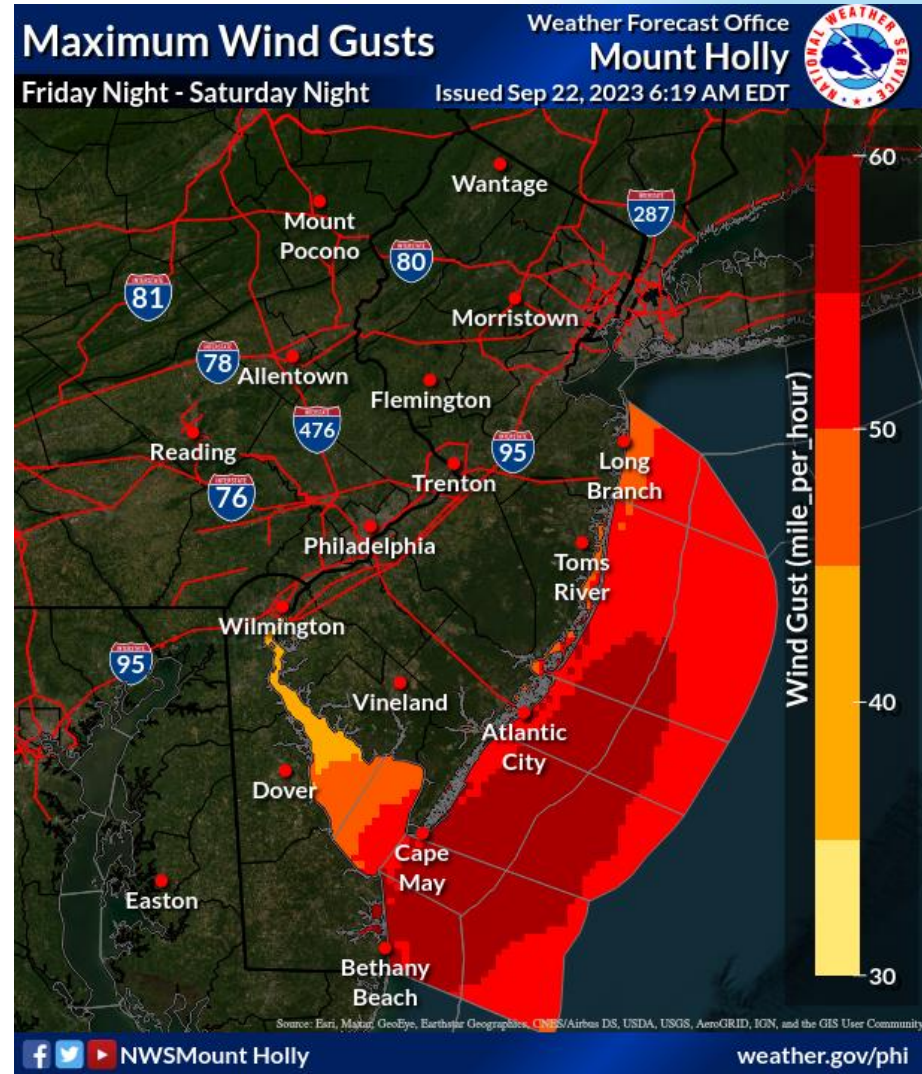 Maximum Wind Gusts
Weather Forecast Office
Mount Holly
Friday Night - Saturday Night
Issued Sep 22, 2023 6:19 AM EDT
NATIONAL WEATHER SERVICE
60
Wantage
287
Mount
Pocono
80
81
Morristown
78
Allentown
Flemington
50
476
95
Reading
Long
Branch
Trenton
76
Philadelphia
Toms
River
Wilmington
95
Vineland
40
Atlantic
City
Dover
Cape
May
Easton
Bethany
Beach
30
Wind Gust (mile_per_hour)
Source: Esri, Maxar, GeoEye, Earthstar Geographics, CNES/Airbus DS, USDA, USGS, AeroGRID, IGN, and the GIS User Community
NWSMount Holly
weather.gov/phi